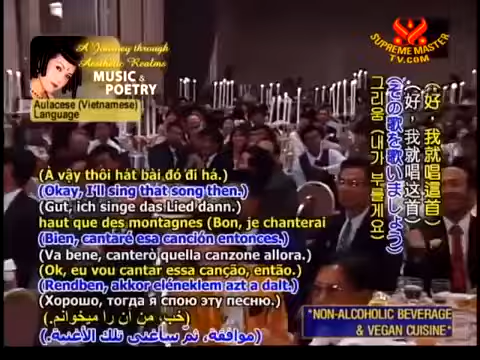 A Journey through
Aesthetic Realms
MUSIC &
POETRY
Aulacese (Vietnamese)
Language
SUPREME MASTER
TV.COM
(À vậy thôi hát bài đó đi há.)
(Okay, I'll sing that song then.)
(Gut, ich singe das Lied dann.)
haut que des montagnes (Bon, je chanterai
(Bien, cantaré esa canción entonces.)
(Va bene, canterò quella canzone allora.)
(Ok, eu vou cantar essa canção, então.)
(Rendben, akkor eléneklem azt a dalt.)
(Хорошо, тогда я спою эту песню.)
(خب، من آن را میخوانم.)
(موافقة، ثمّ سأغني تلك الأغنية.)
(好，我就唱這首
(好，我就唱这首
(その歌を歌いましょう)
그리움 (내가 부를게요)
*NON-ALCOHOLIC BEVERAGE
& VEGAN CUISINE*